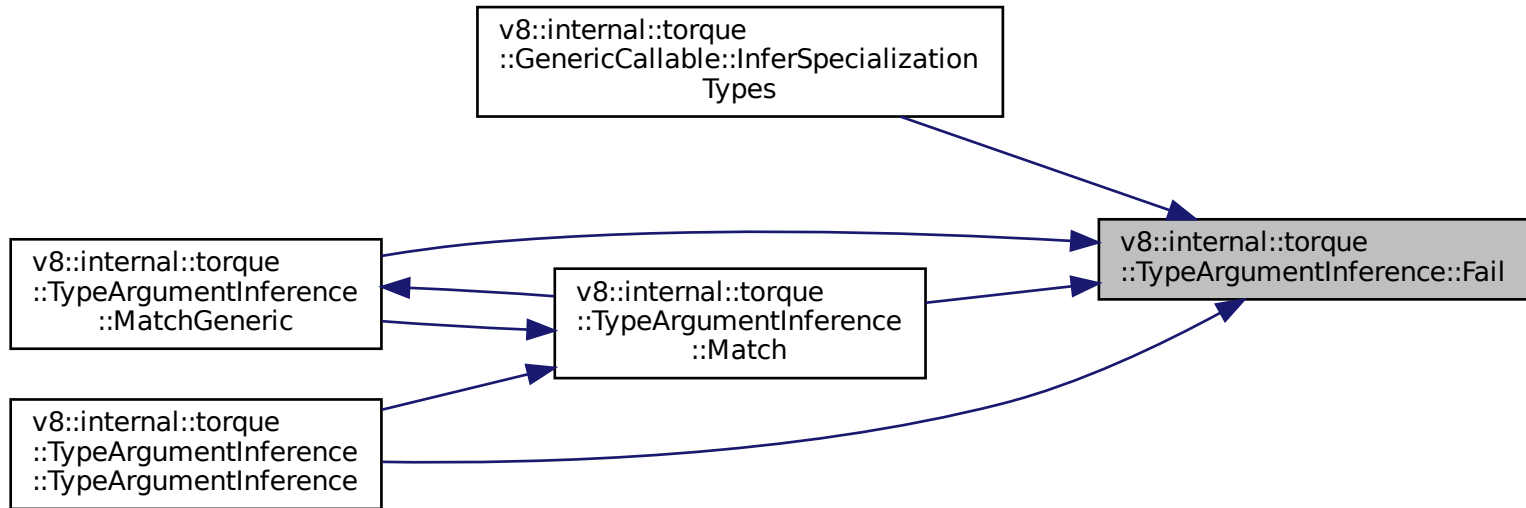 v8::internal::torque
::GenericCallable::InferSpecialization
Types
v8::internal::torque
::TypeArgumentInference::Fail
v8::internal::torque
::TypeArgumentInference
::MatchGeneric
v8::internal::torque
::TypeArgumentInference
::Match
v8::internal::torque
::TypeArgumentInference
::TypeArgumentInference